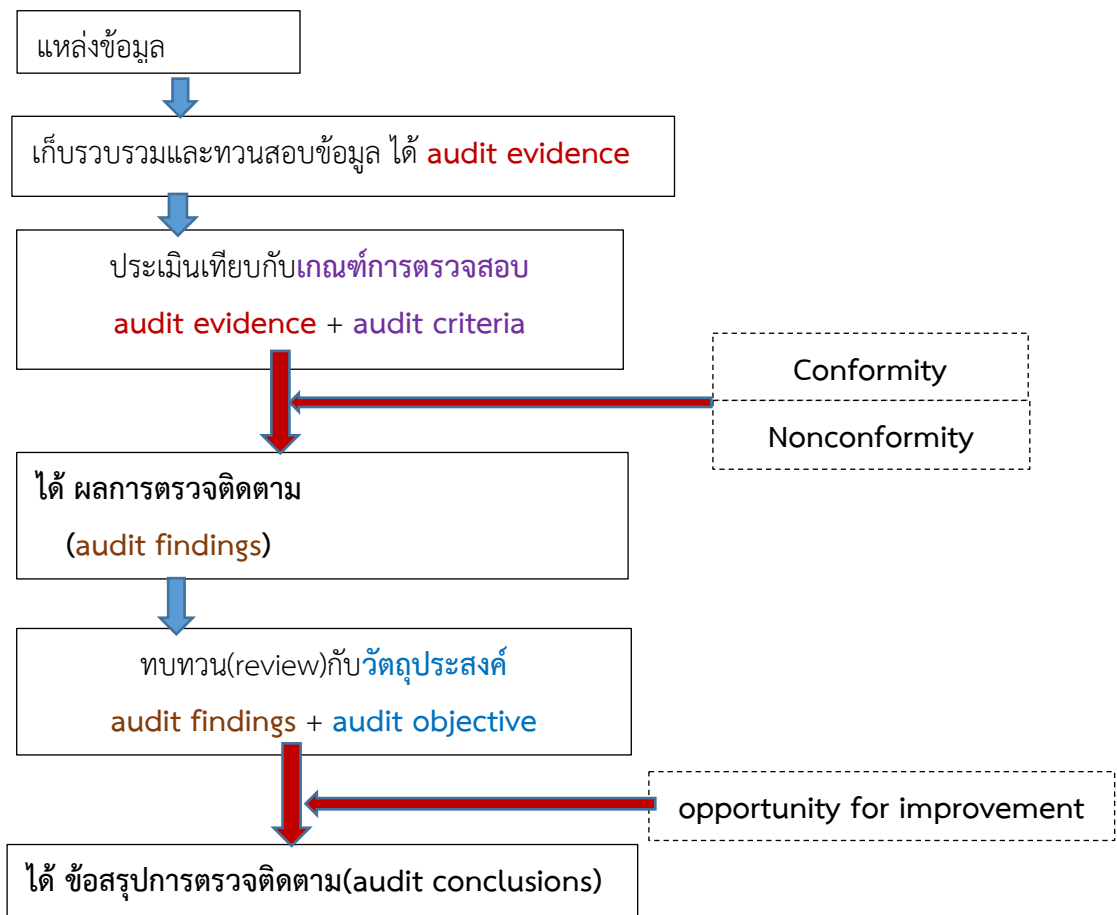 แหล่งข้อมูล
เก็บรวบรวมและทวนสอบข้อมูล ได้ audit evidence
ประเมินเทียบกับเกณฑ์การตรวจสอบ
audit evidence + audit criteria
Conformity
Nonconformity
ได้ ผลการตรวจติดตาม
(audit findings)
ทบทวน(review)กับวัตถุประสงค์
audit findings + audit objective
opportunity for improvement
ได้ ข้อสรุปการตรวจติดตาม(audit conclusions)